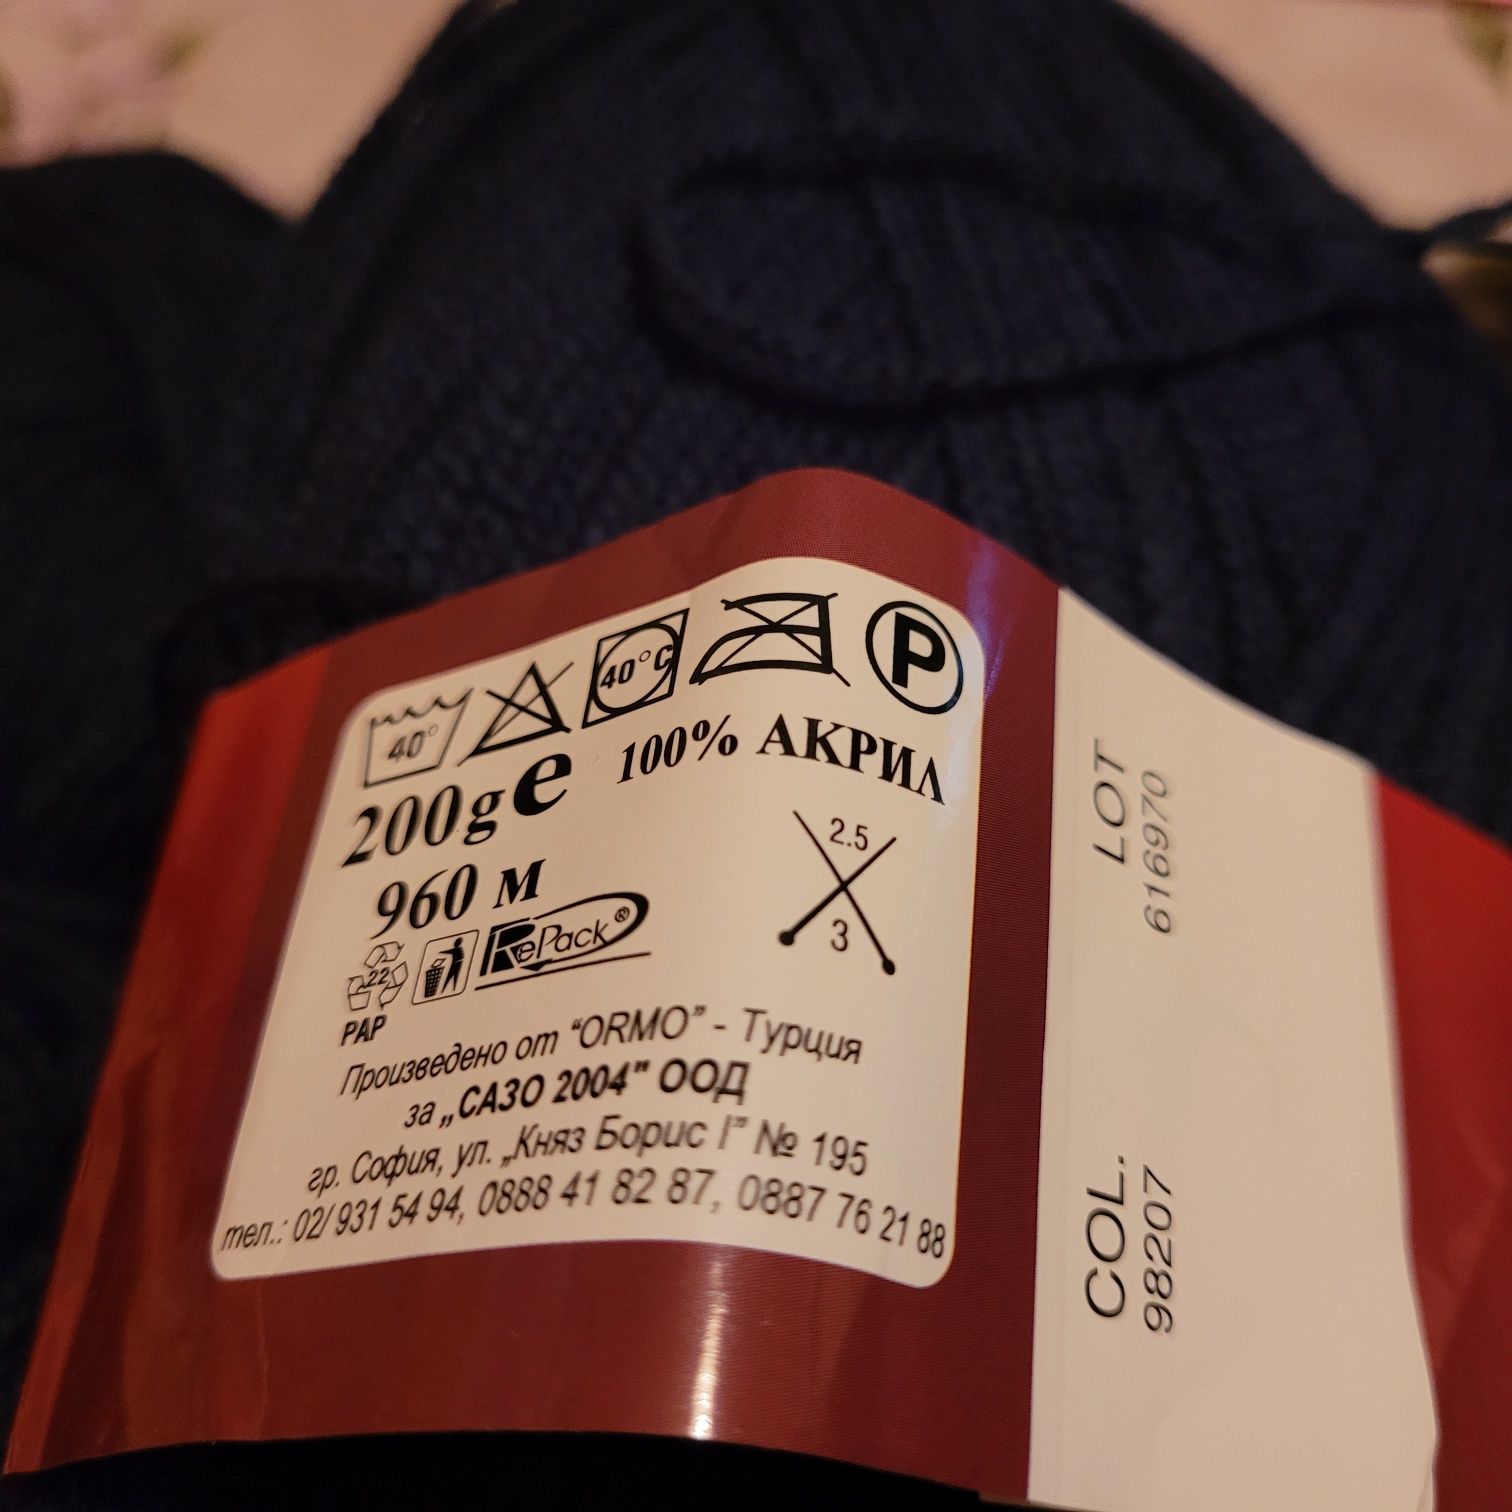 40°
40°C
P
200g e 100% АКРИЛ
960 м
2.5
3
22
PAP
RePack®
Произведено от “ORMO” - Турция
за „САЗО 2004” ООД
гр. София, ул. „Княз Борис I” № 195
тел.: 02/ 931 54 94, 0888 41 82 87, 0887 76 21 88
LOT
616970
COL.
98207